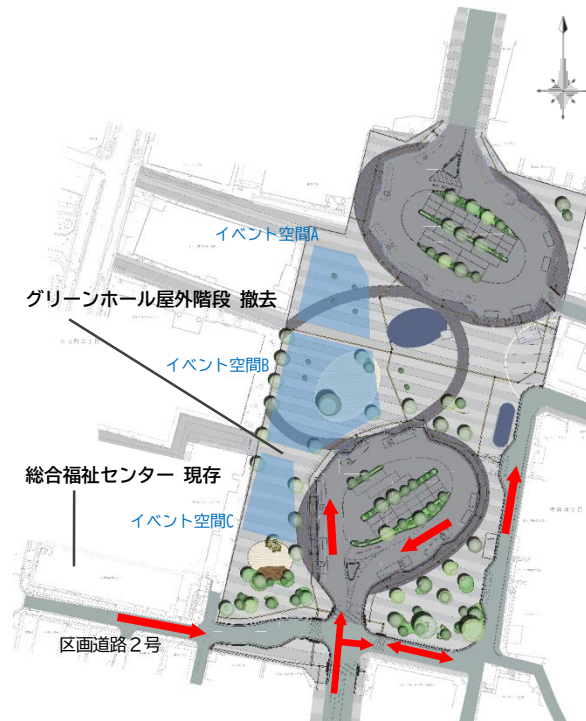 イベント空間A
グリーンホール屋外階段 撤去
イベント空間B
総合福祉センター 現存
イベント空間C
区画道路２号